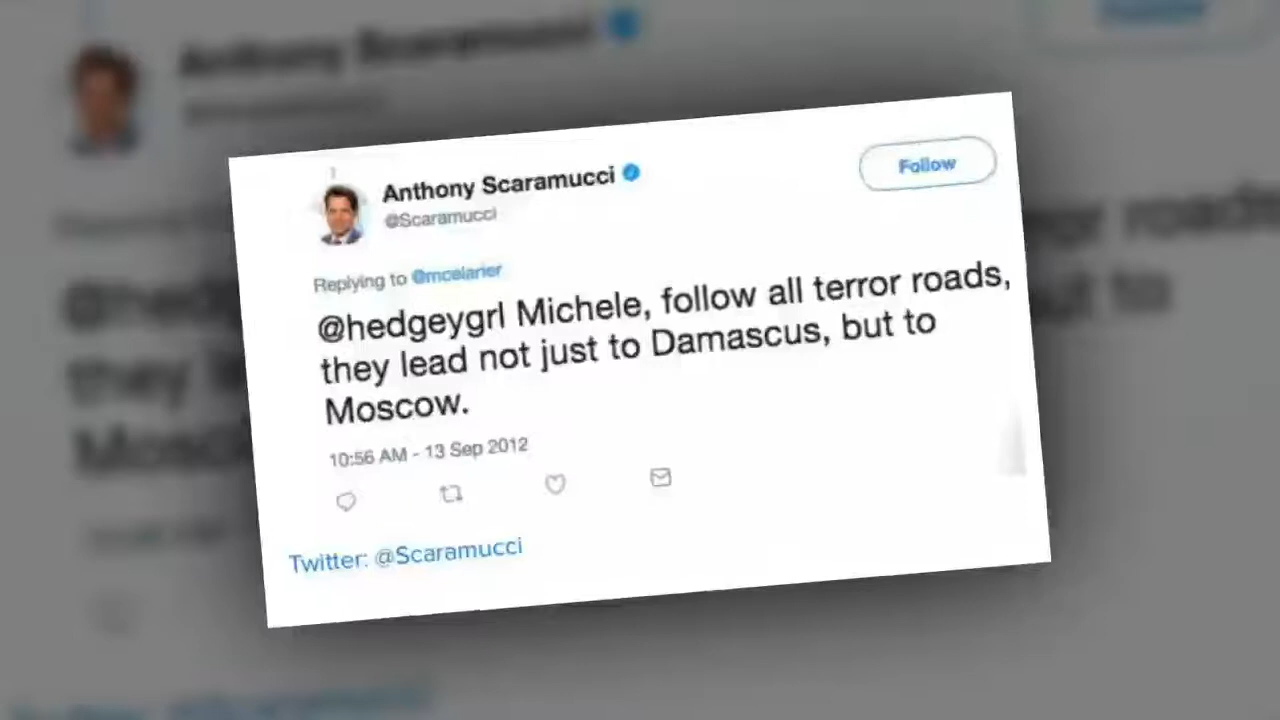 Anthony Scaramucci
@Scaramucci
Follow
Replying to @mcelarier
@hedgeygrl Michele, follow all terror roads,
they lead not just to Damascus, but to
Moscow.
10:56 AM - 13 Sep 2012
Twitter: @Scaramucci